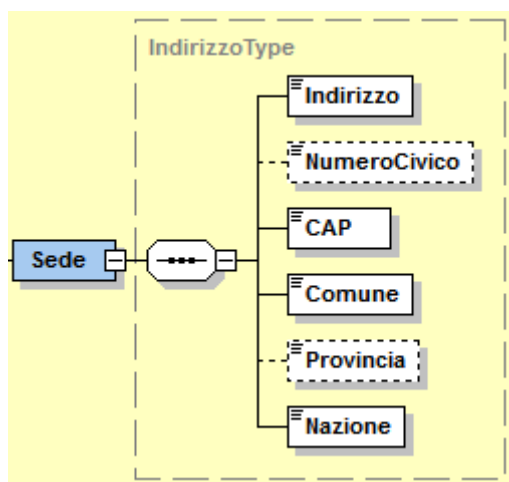 IndirizzoType
Indirizzo
NumeroCivico
CAP
Sede
Comune
Provincia
Nazione